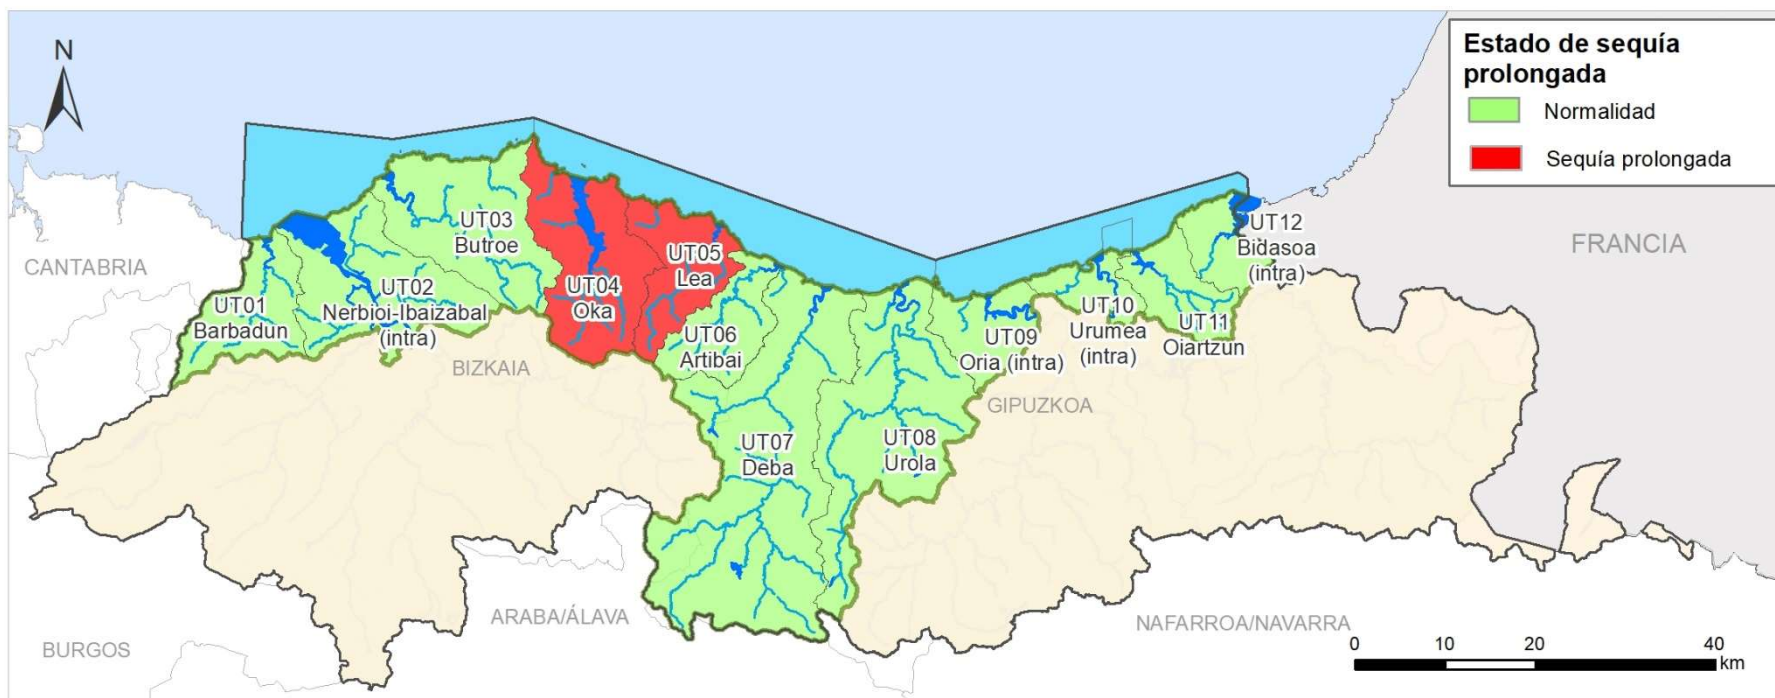 N
Estado de sequía
prolongada
Normalidad
Sequía prolongada
UT03
Butroe
UT12
Bidasoa
(intra)
FRANCIA
CANTABRIA
UT05
Lea
UT02
Nerbioi-Ibaizabal
(intra)
UT04
Oka
UT01
Barbadun
UT10
Urumea
(intra)
UT11
Oiartzun
UT06
Artibai
UT09
Oria (intra)
BIZKAIA
GIPUZKOA
UT07
Deba
UT08
Urola
ARABA/ÁLAVA
NAFARROA/NAVARRA
BURGOS
0 10 20 40
km